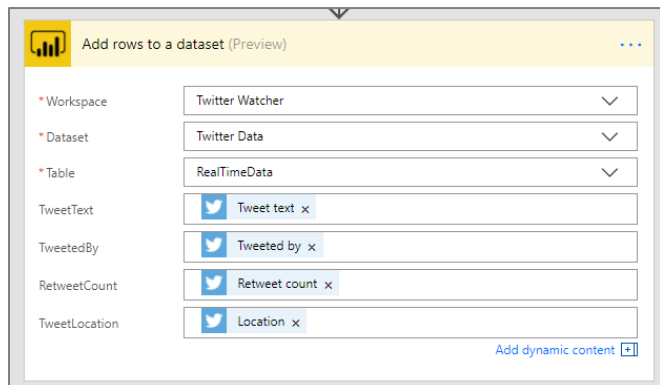 Add rows to a dataset (Preview)
* Workspace Twitter Watcher
* Dataset Twitter Data
* Table RealTimeData
TweetText Tweet text ×
TweetedBy Tweeted by ×
RetweetCount Retweet count ×
TweetLocation Location ×
Add dynamic content